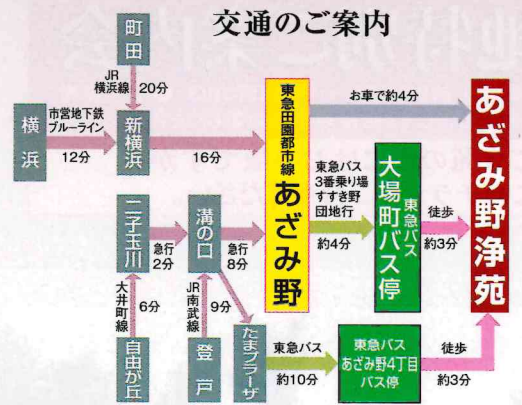 交通のご案内
町田
JR
横浜線
20分
横浜
市営地下鉄
ブルーライン
12分
新横浜
16分
東急田園都市線
あざみ野
お車で約4分
東急バス
3番乗り場
すすき野
団地行
約4分
東急バス
大場町バス停
徒歩
約3分
あざみ野浄苑
二子玉川
急行
2分
溝の口
急行
8分
大井町線
6分
自由が丘
JR南武線
9分
登戸
たまプラーザ
東急バス
約10分
東急バス
あざみ野4丁目
バス停
徒歩
約3分